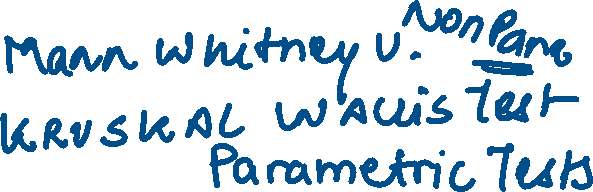 Mann Whitney U. Non Para
KRUSKAL WALLIS Test
Parametric Tests